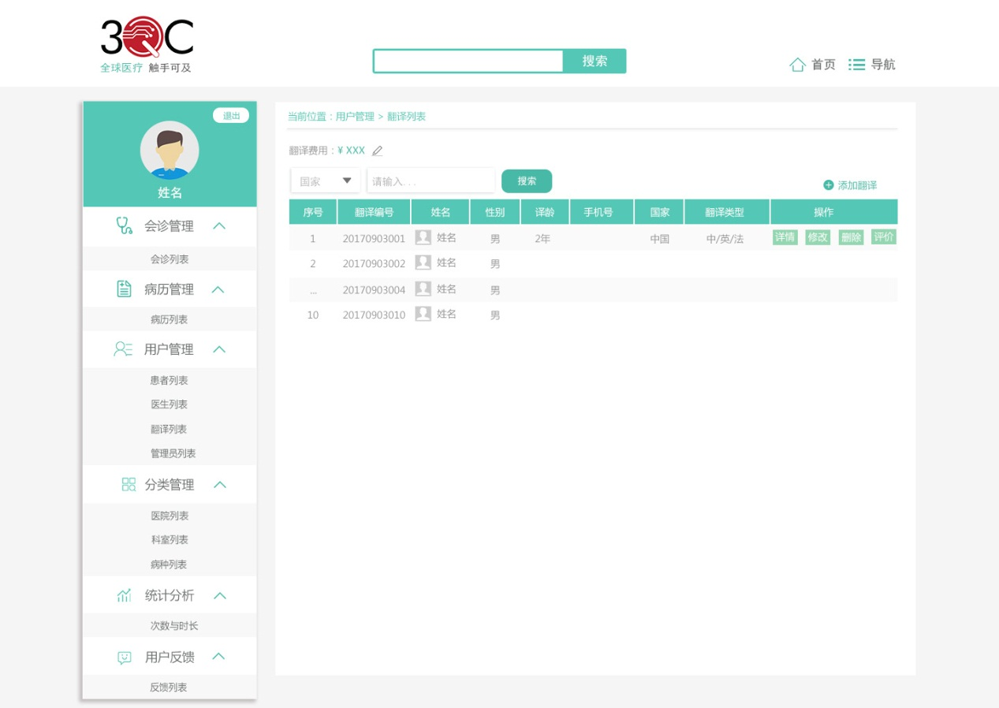 3QC
全球医疗 触手可及
搜索
首页 导航
退出
姓名
会诊管理
会诊列表
病历管理
病历列表
用户管理
患者列表
医生列表
翻译列表
管理员列表
分类管理
医院列表
科室列表
病种列表
统计分析
次数与时长
用户反馈
反馈列表
当前位置：用户管理 > 翻译列表
翻译费用：¥ XXX
国家 请输入... 搜索
添加翻译
序号 翻译编号 姓名 性别 译龄 手机号 国家 翻译类型 操作
1 20170903001 姓名 男 2年 中国 中/英/法 详情 修改 删除 评价
2 20170903002 姓名 男
... 20170903004 姓名 男
10 20170903010 姓名 男